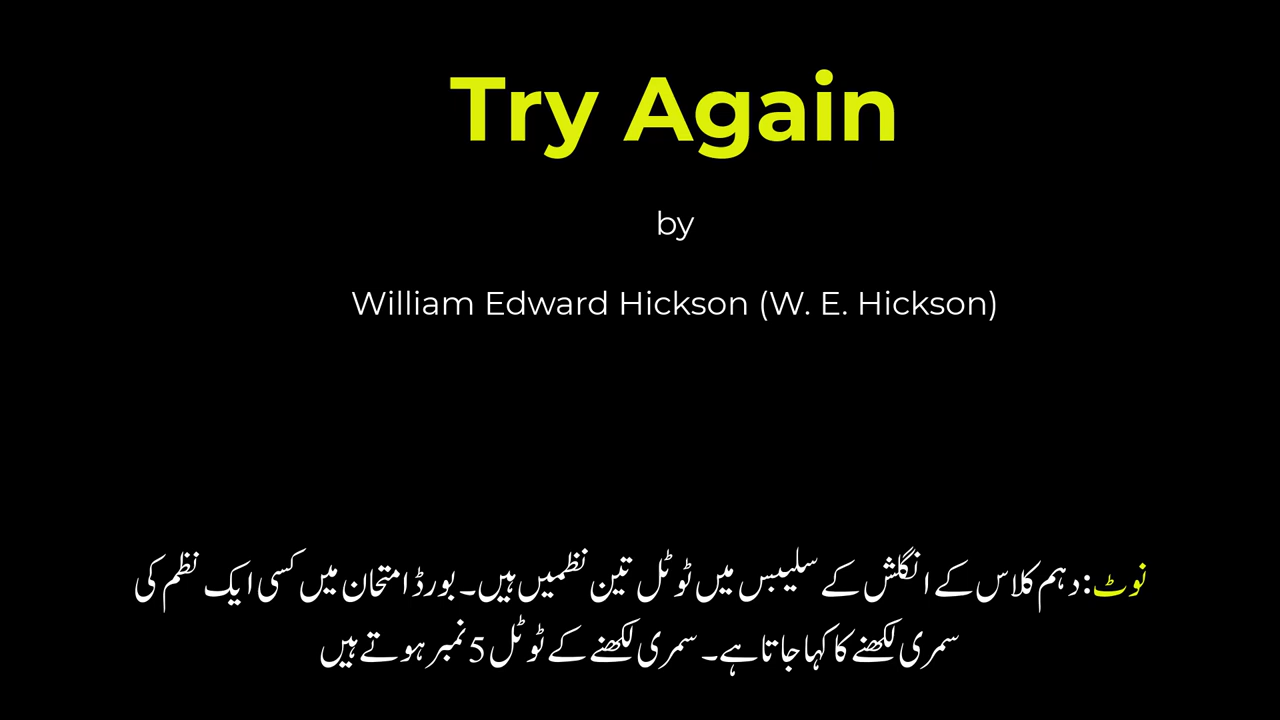 Try Again
by
William Edward Hickson (W. E. Hickson)
نوٹ: دہم کلاس کے انگلش کے سلیبس میں ٹوٹل تین نظمیں ہیں۔ بورڈ امتحان میں کسی ایک نظم کی
سمری لکھنے کا کہا جاتا ہے۔ سمری لکھنے کے ٹوٹل 5 نمبر ہوتے ہیں